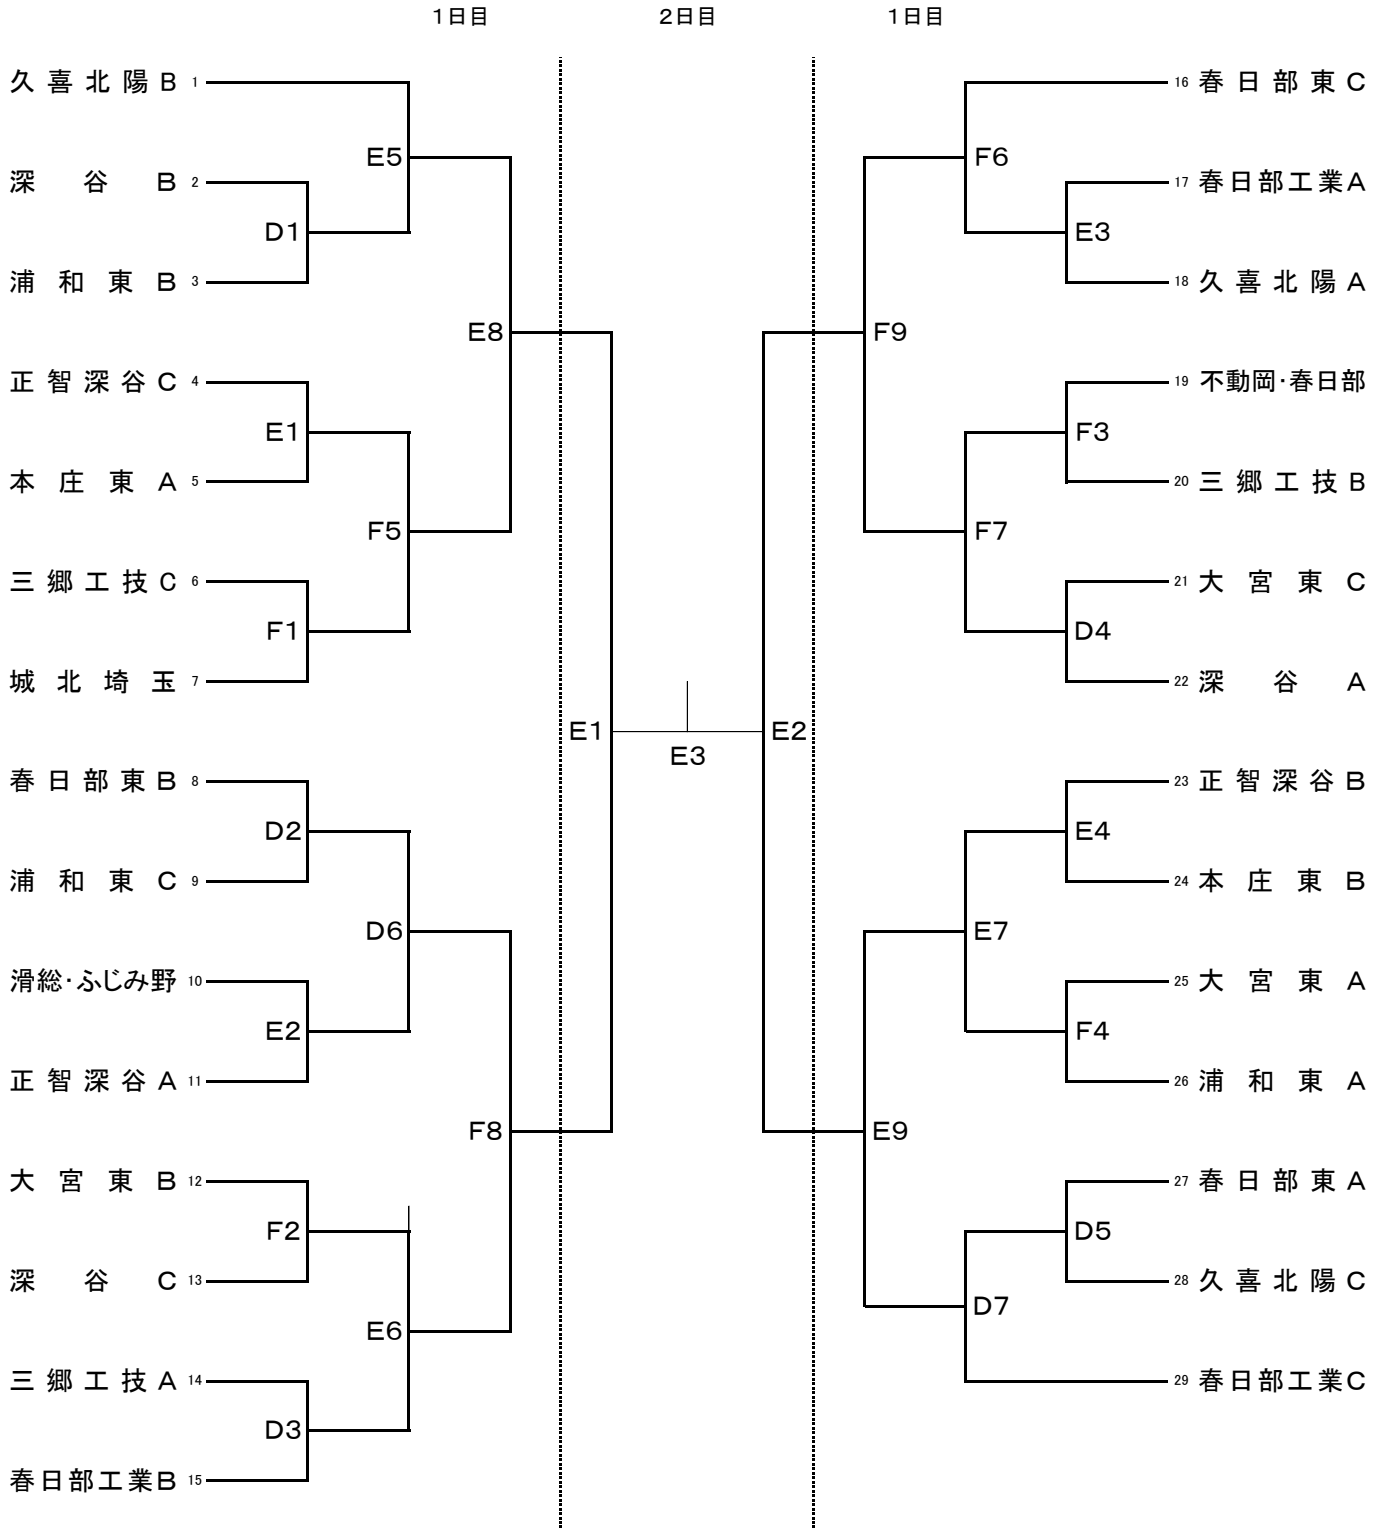 1日目 2日目 1日目
久喜北陽B 1 16 春日部東C
E5 F6
深谷B 2 17 春日部工業A
D1 E3
浦和東B 3 18 久喜北陽A
E8 F9
正智深谷C 4 19 不動岡・春日部
E1 F3
本庄東A 5 20 三郷工技B
F5 F7
三郷工技C 6 21 大宮東C
F1 D4
城北埼玉 7 22 深谷A
E1 E2
E3
春日部東B 8 23 正智深谷B
D2 E4
浦和東C 9 24 本庄東B
D6 E7
滑総・ふじみ野 10 25 大宮東A
E2 F4
正智深谷A 11 26 浦和東A
F8 E9
大宮東B 12 27 春日部東A
F2 D5
深谷C 13 28 久喜北陽C
D7
E6
三郷工技A 14 29 春日部工業C
D3
春日部工業B 15